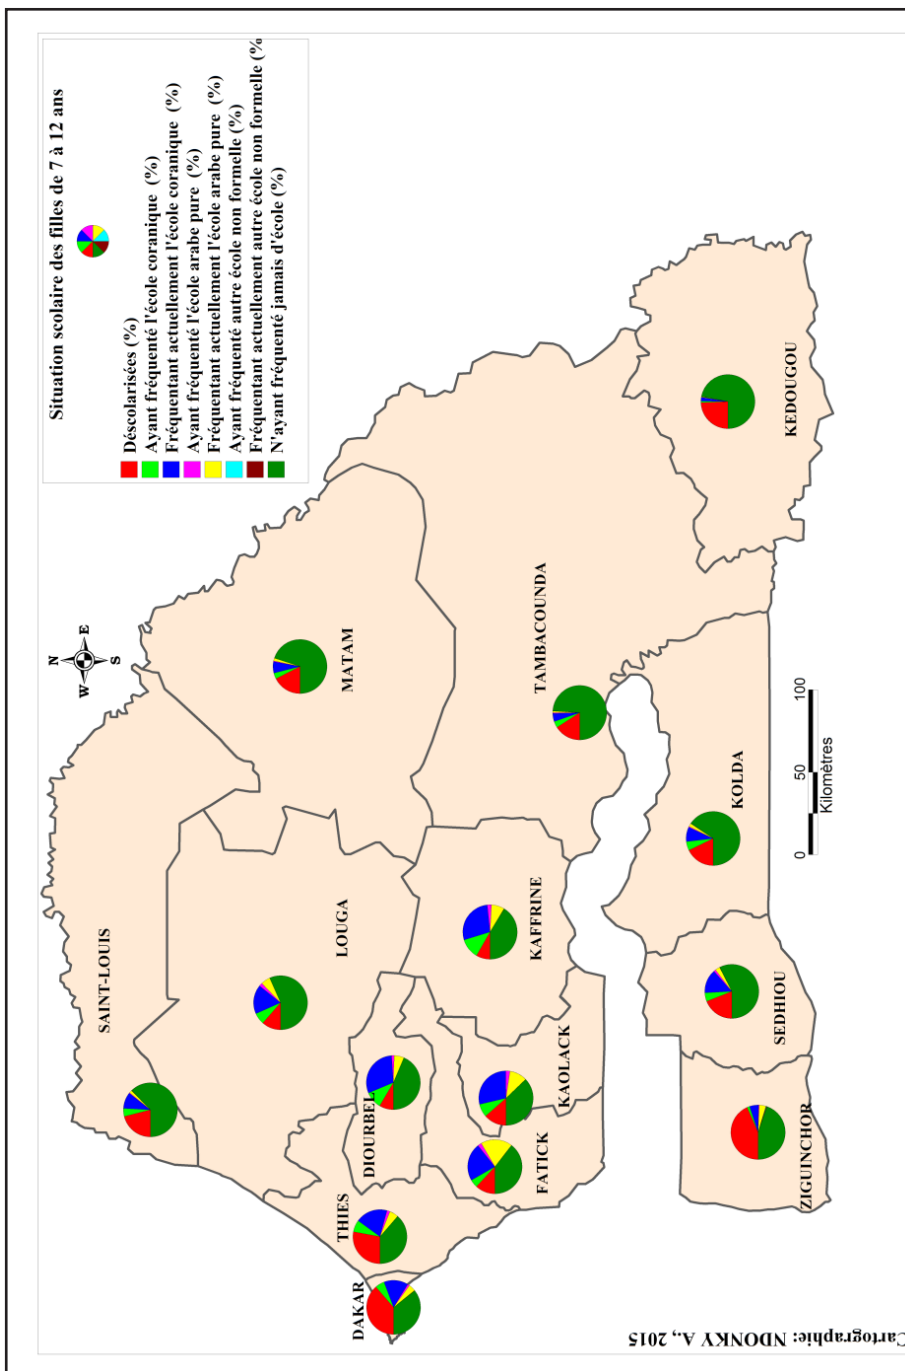 Situation scolaire des filles de 7 à 12 ans
Déscolarisées (%)
Ayant fréquenté l'école coranique (%)
Fréquentant actuellement l'école coranique (%)
Ayant fréquenté l'école arabe pure (%)
Fréquentant actuellement l'école arabe pure (%)
Ayant fréquenté autre école non formelle (%)
Fréquentant actuellement autre école non formelle (%
N'ayant fréquenté jamais d'école (%)
N
W
E
S
SAINT-LOUIS
LOUGA
MATAM
DAKAR
THIES
DIOURBEL
FATICK
KAOLACK
KAFFRINE
TAMBACOUNDA
KEDOUGOU
ZIGUINCHOR
SEDHIOU
KOLDA
0
50
100
Kilomètres
Cartographie: NDONKY A., 2015